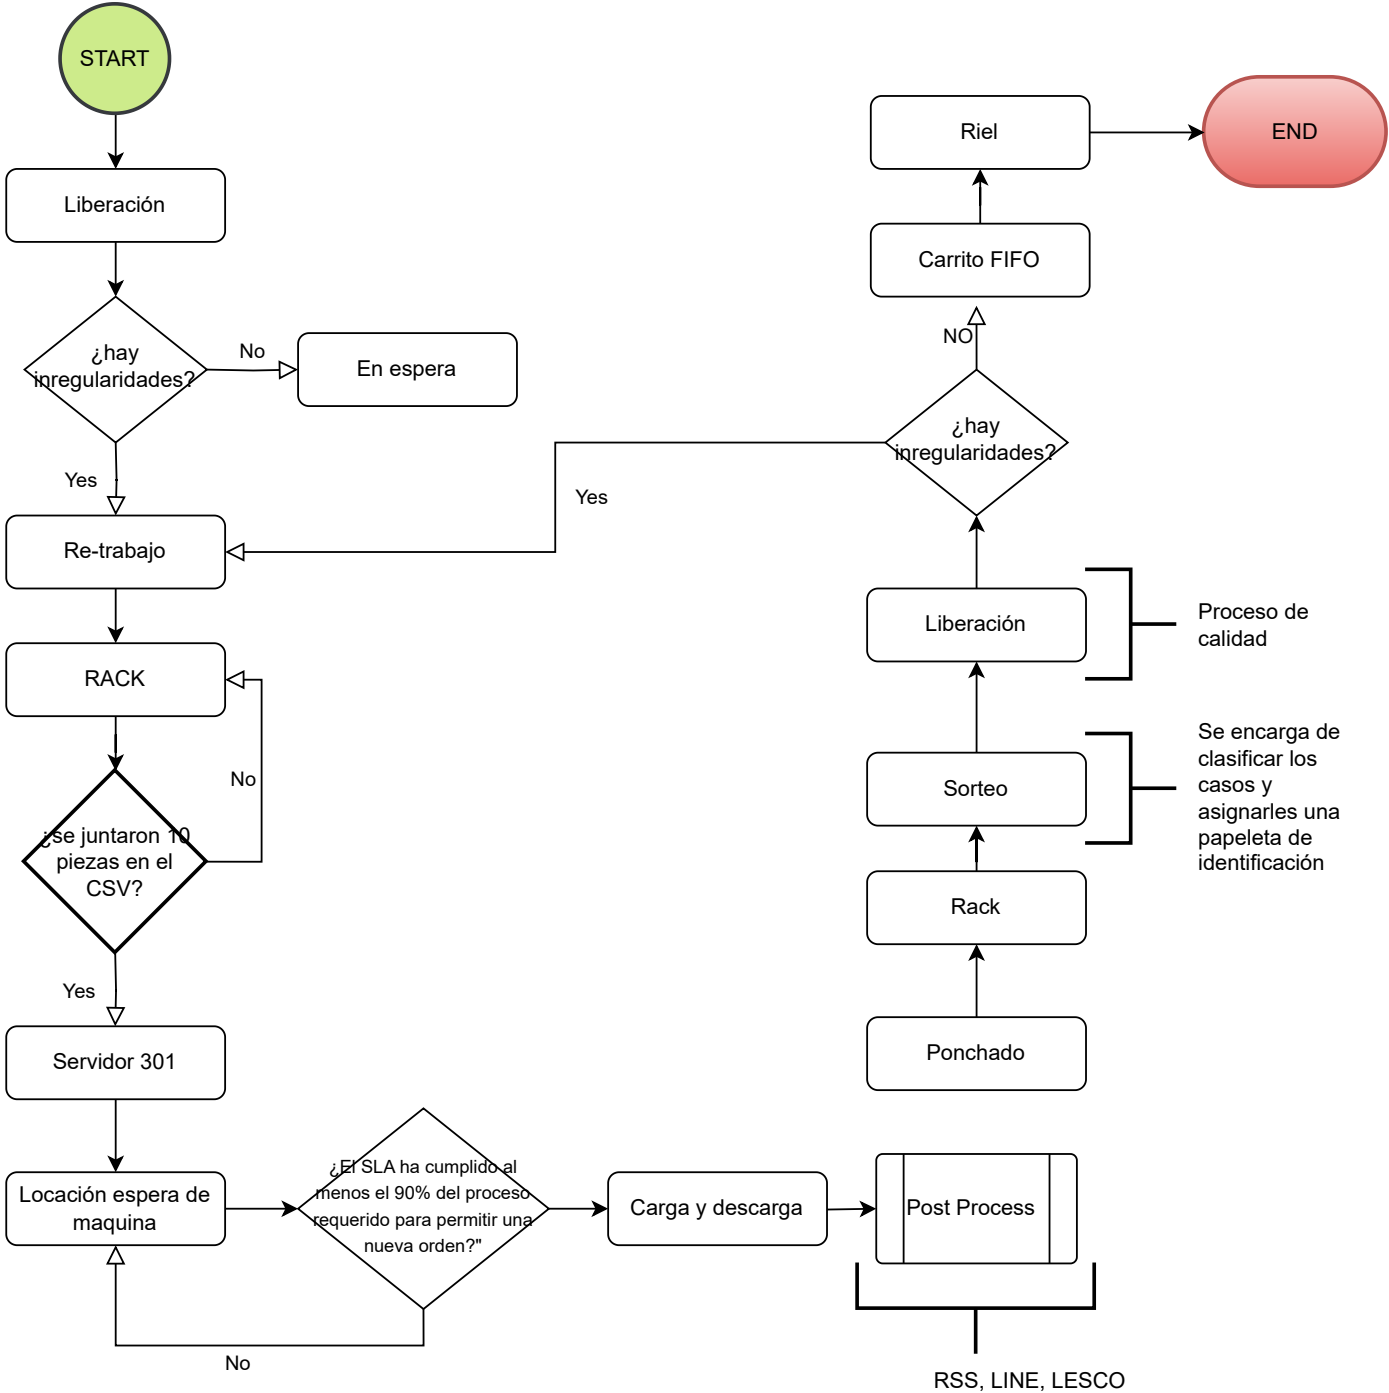 START
Liberación
¿hay
inregularidades?
No
En espera
Yes
Re-trabajo
RACK
No
¿se juntaron 10
piezas en el
CSV?
Yes
Servidor 301
Locación espera de
maquina
¿El SLA ha cumplido al
menos el 90% del proceso
requerido para permitir una
nueva orden?"
No
Carga y descarga
Post Process
RSS, LINE, LESCO
Ponchado
Rack
Sorteo
Se encarga de
clasificar los
casos y
asignarles una
papeleta de
identificación
Liberación
Proceso de
calidad
¿hay
inregularidades?
Yes
NO
Carrito FIFO
Riel
END